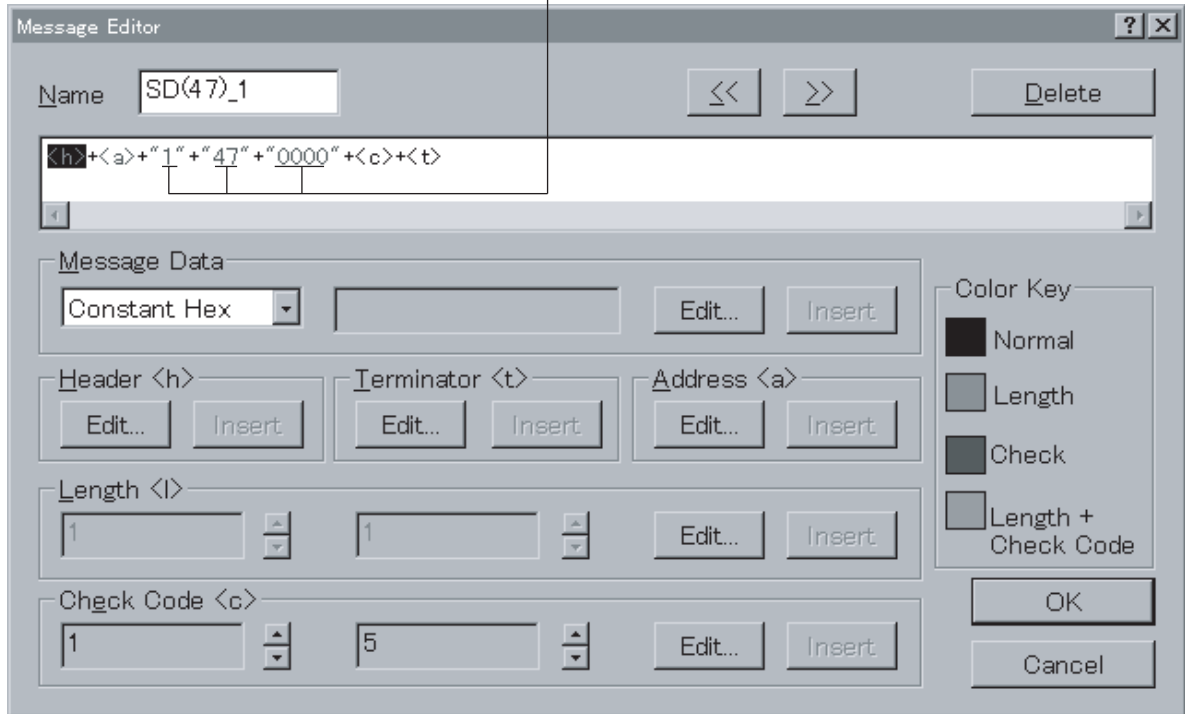 Message Editor
? ×
Name SD(47)_1 << >> Delete
<h>+<a>+"1"+"47"+"0000"+<c>+<t>
Message Data
Constant Hex Edit... Insert
Color Key
Normal
Length
Check
Length +
Check Code
Header <h> Terminator <t> Address <a>
Edit... Insert Edit... Insert Edit... Insert
Length <l>
1 1 Edit... Insert
Check Code <c>
1 5 Edit... Insert
OK
Cancel